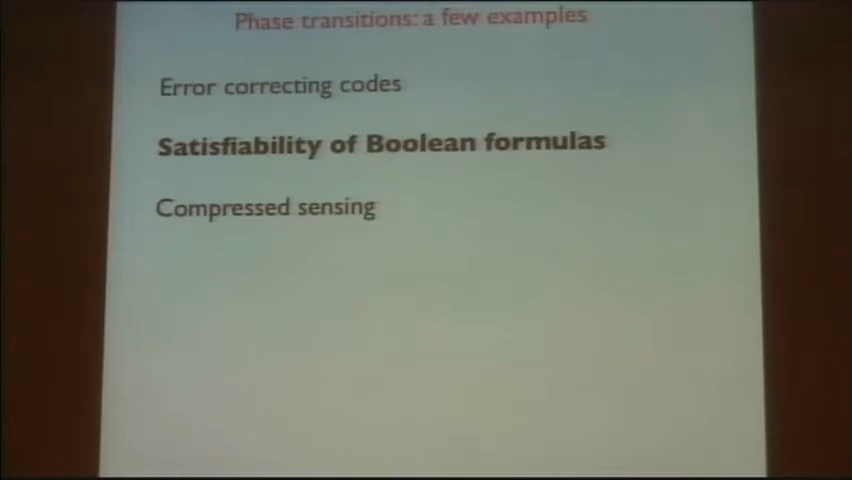 Phase transitions: a few examples
Error correcting codes
Satisfiability of Boolean formulas
Compressed sensing